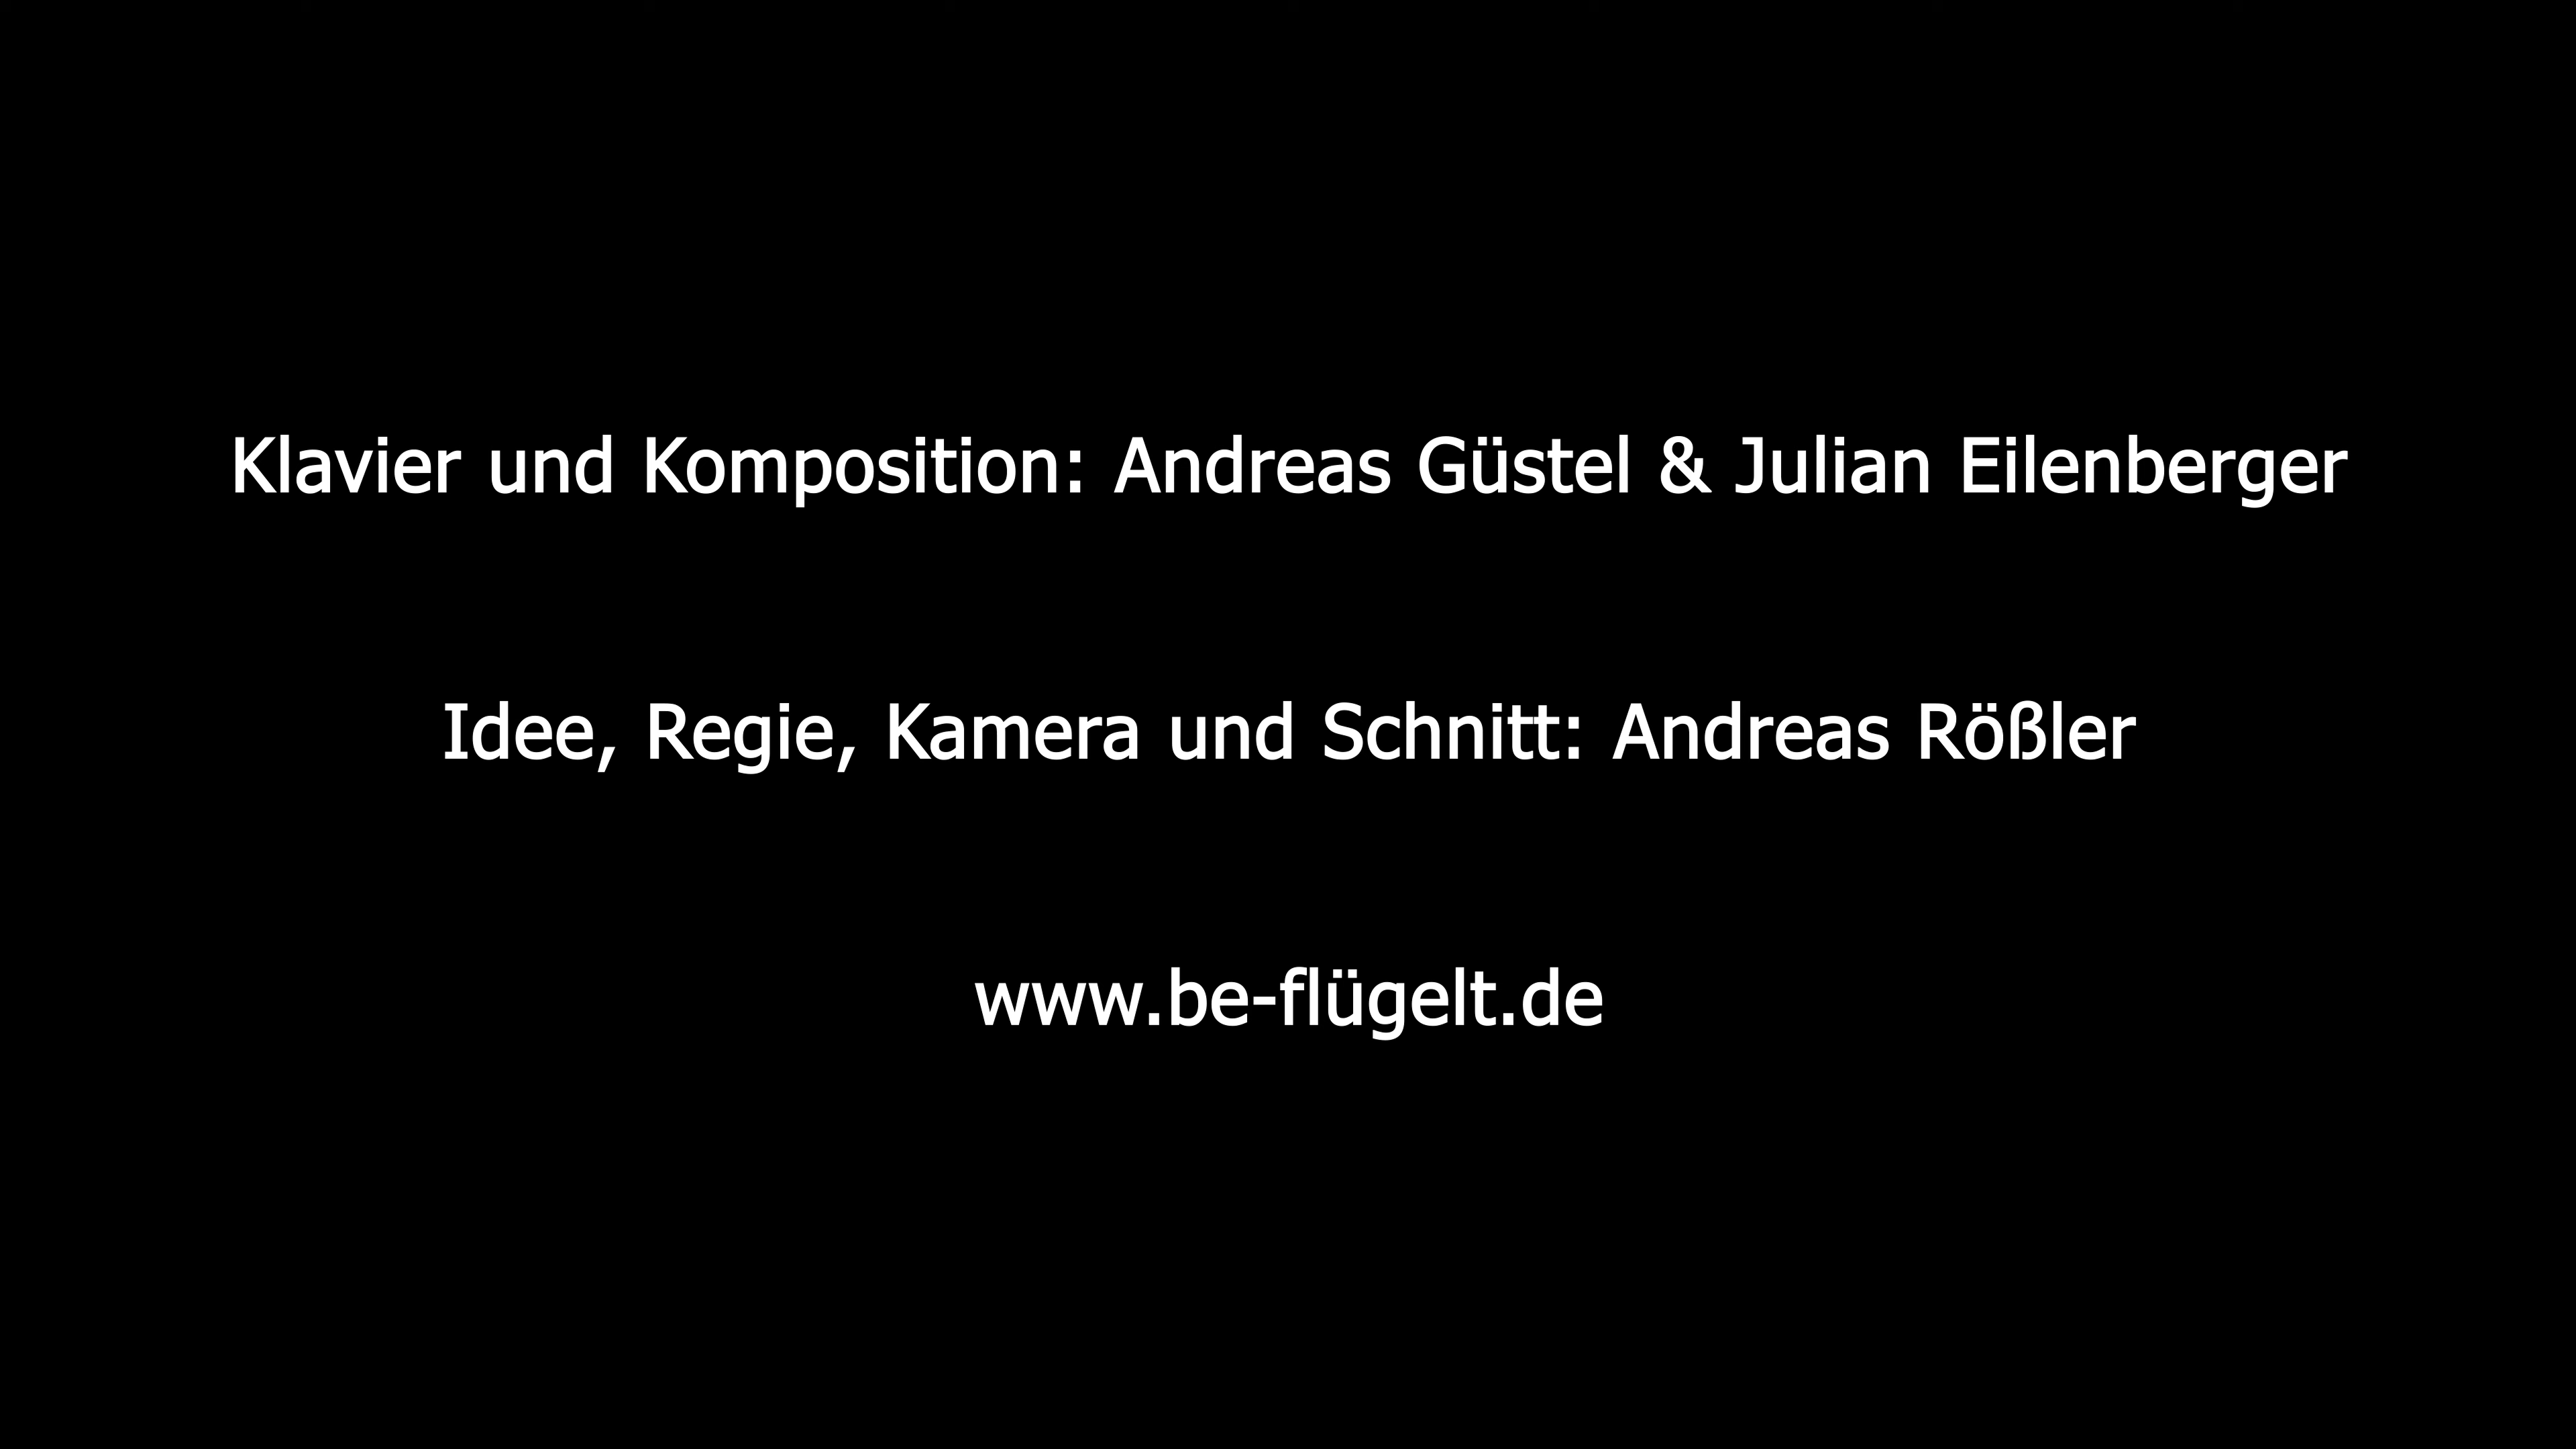 Klavier und Komposition: Andreas Güstel & Julian Eilenberger
Idee, Regie, Kamera und Schnitt: Andreas Rößler
www.be-flügelt.de